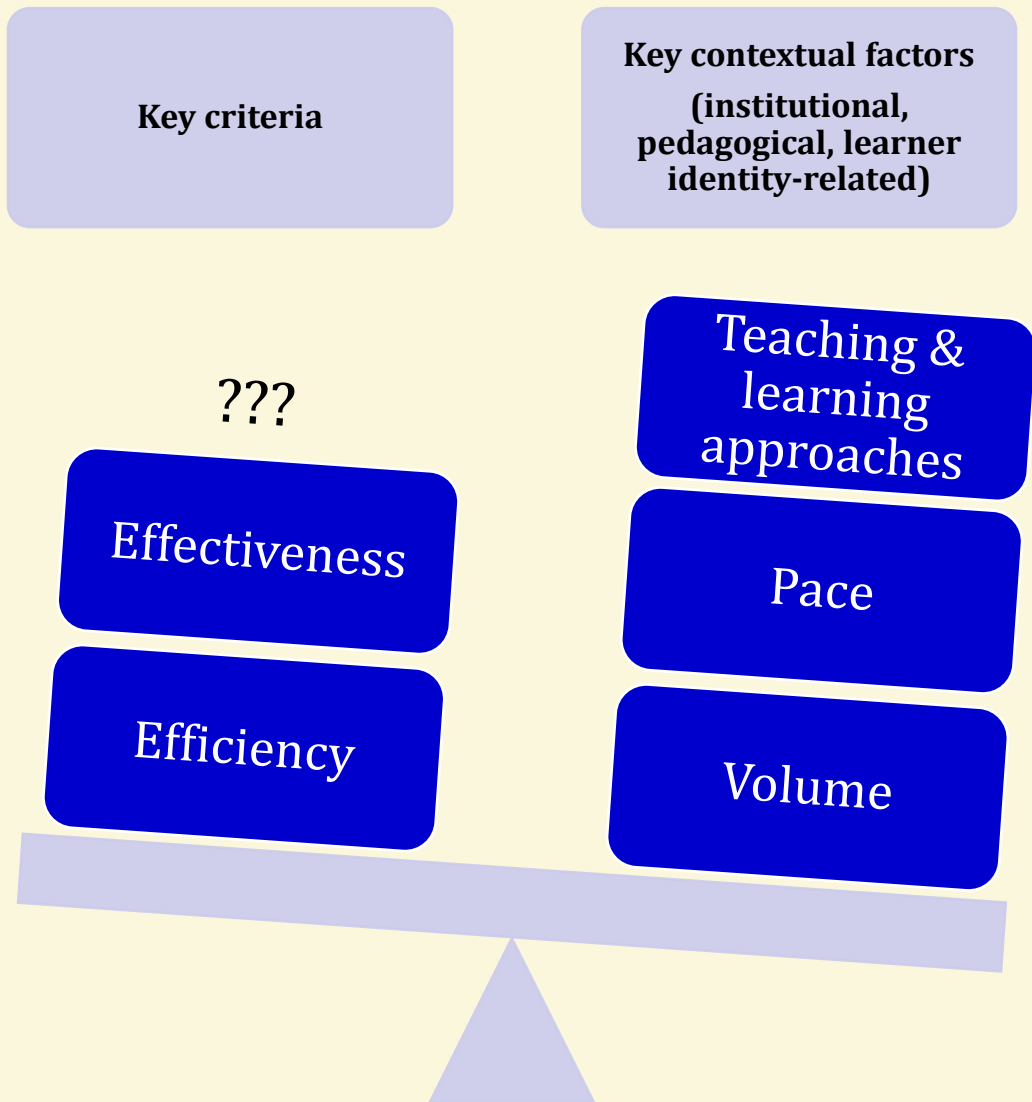 Key criteria
Key contextual factors
(institutional,
pedagogical, learner
identity-related)
???
Effectiveness
Efficiency
Teaching &
learning
approaches
Pace
Volume